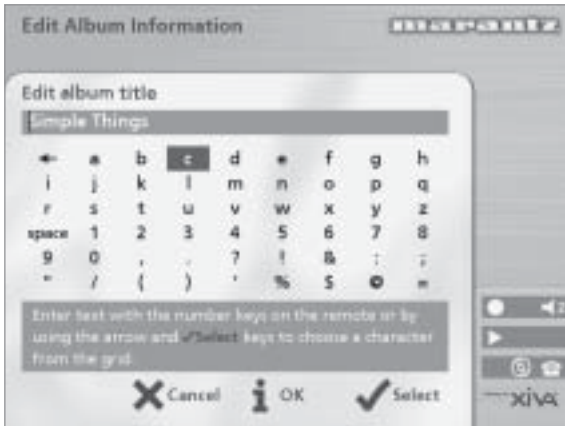 Edit Album Information
marantz
Edit album title
Simple Things
← a b c d e f g h
i j k l m n o p q
r s t u v w x y z
space 1 2 3 4 5 6 7 8
9 0 , . ? ! & : ;
" / ( ) ' % $ =
Enter text with the number keys on the remote or by
using the arrow and ✓Select keys to choose a character
from the grid.
Cancel OK Select
xiva